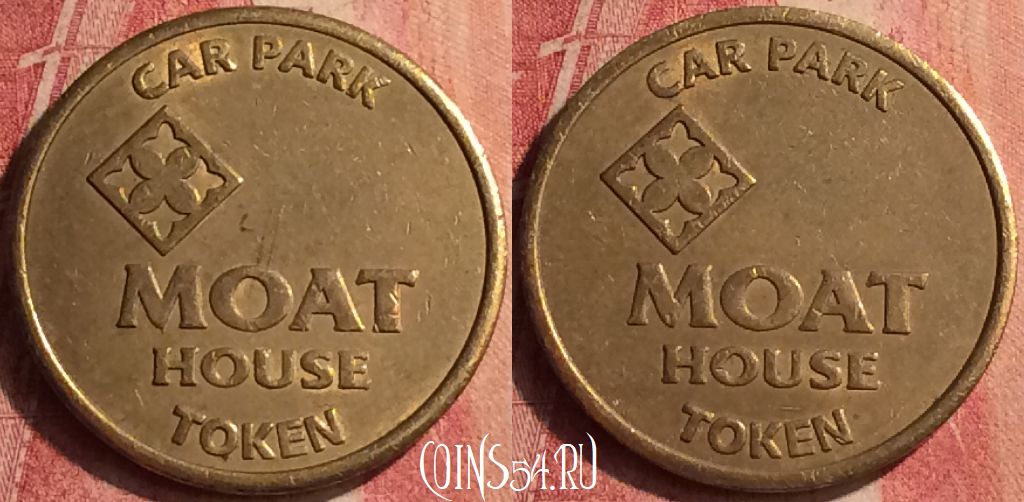 CAR PARK
MOAT
HOUSE
TOKEN
CAR PARK
MOAT
HOUSE
TOKEN
COINS54.RU